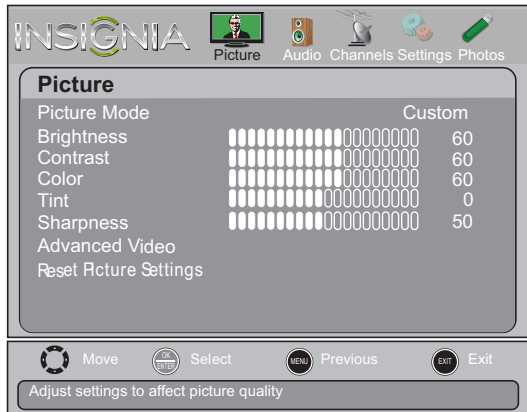 INSIGNIA
Picture Audio Channels Settings Photos
Picture
Picture Mode Custom
Brightness 60
Contrast 60
Color 60
Tint 0
Sharpness 50
Advanced Video
Reset Picture Settings
Move OK ENTER Select MENU Previous EXIT Exit
Adjust settings to affect picture quality